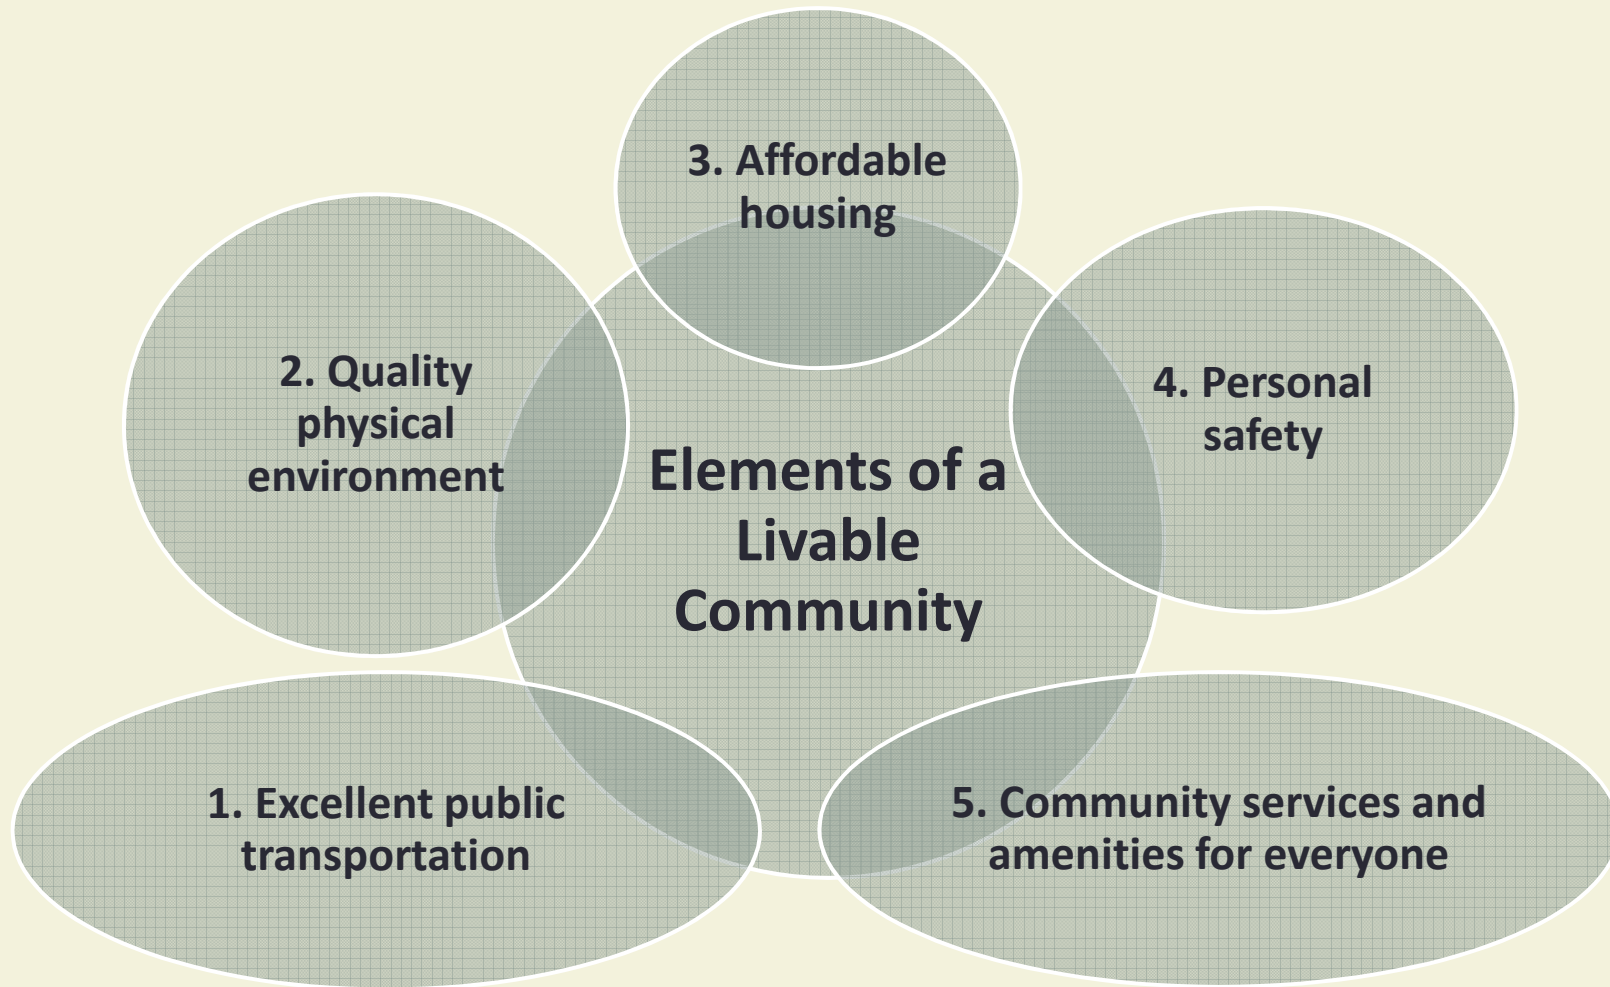 3. Affordable
housing
2. Quality
physical
environment
4. Personal
safety
Elements of a
Livable
Community
1. Excellent public
transportation
5. Community services and
amenities for everyone